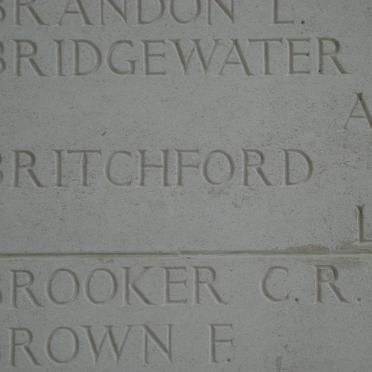 BRANDON L.
BRIDGEWATER
A
BRITCHFORD
L
BROOKER C.R.
BROWN F.